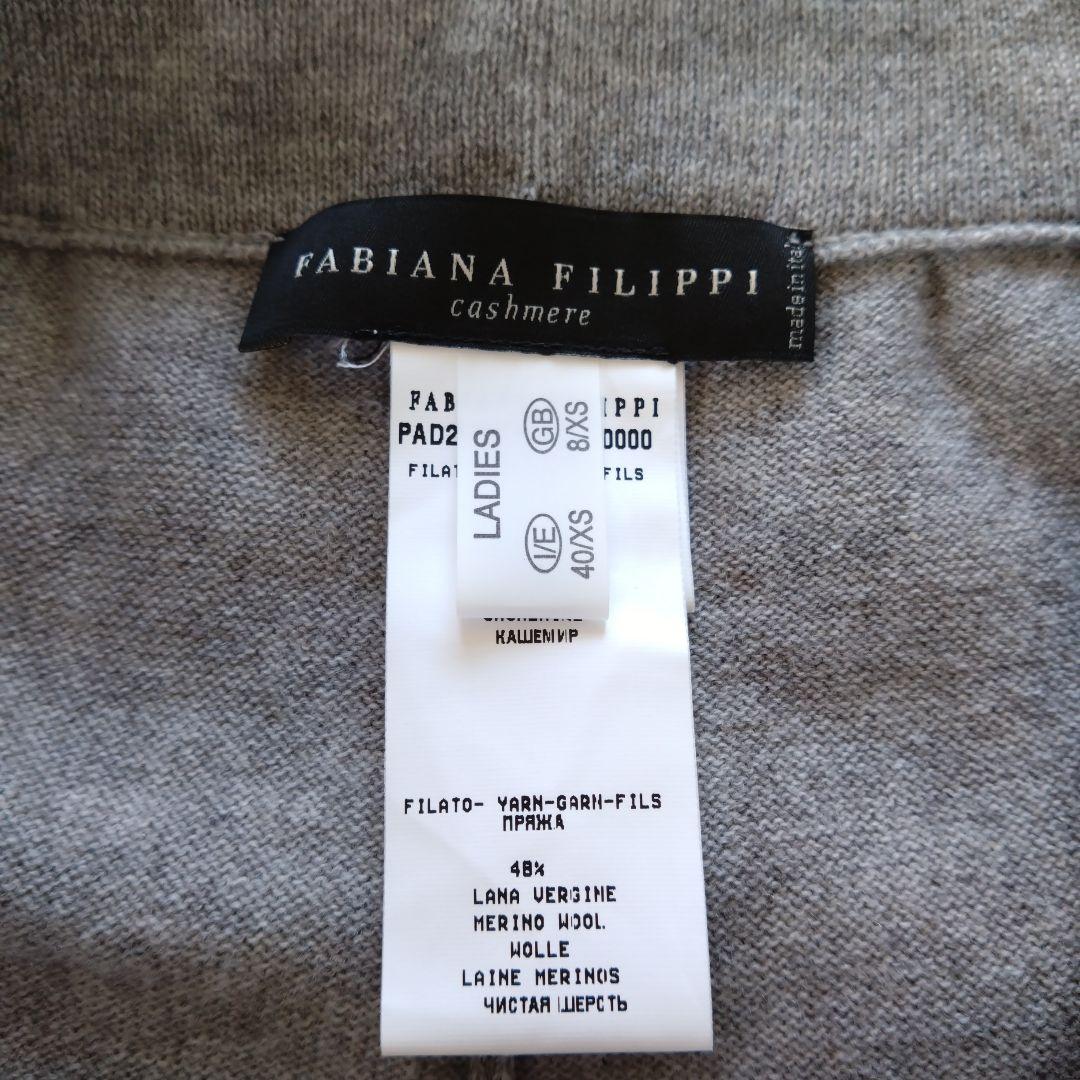 FABIANA FILIPPI
cashmere
made in italy
FAB IPPI
PAD2 0000
FILAT FILS
LADIES
GB
8/XS
I/E
40/XS
КАШЕМИР
FILATO- YARN-GARN-FILS
ПРЯЖА
48%
LANA VERGINE
MERINO WOOL
WOLLE
LAINE MERINOS
ЧИСТАЯ ШЕРСТЬ